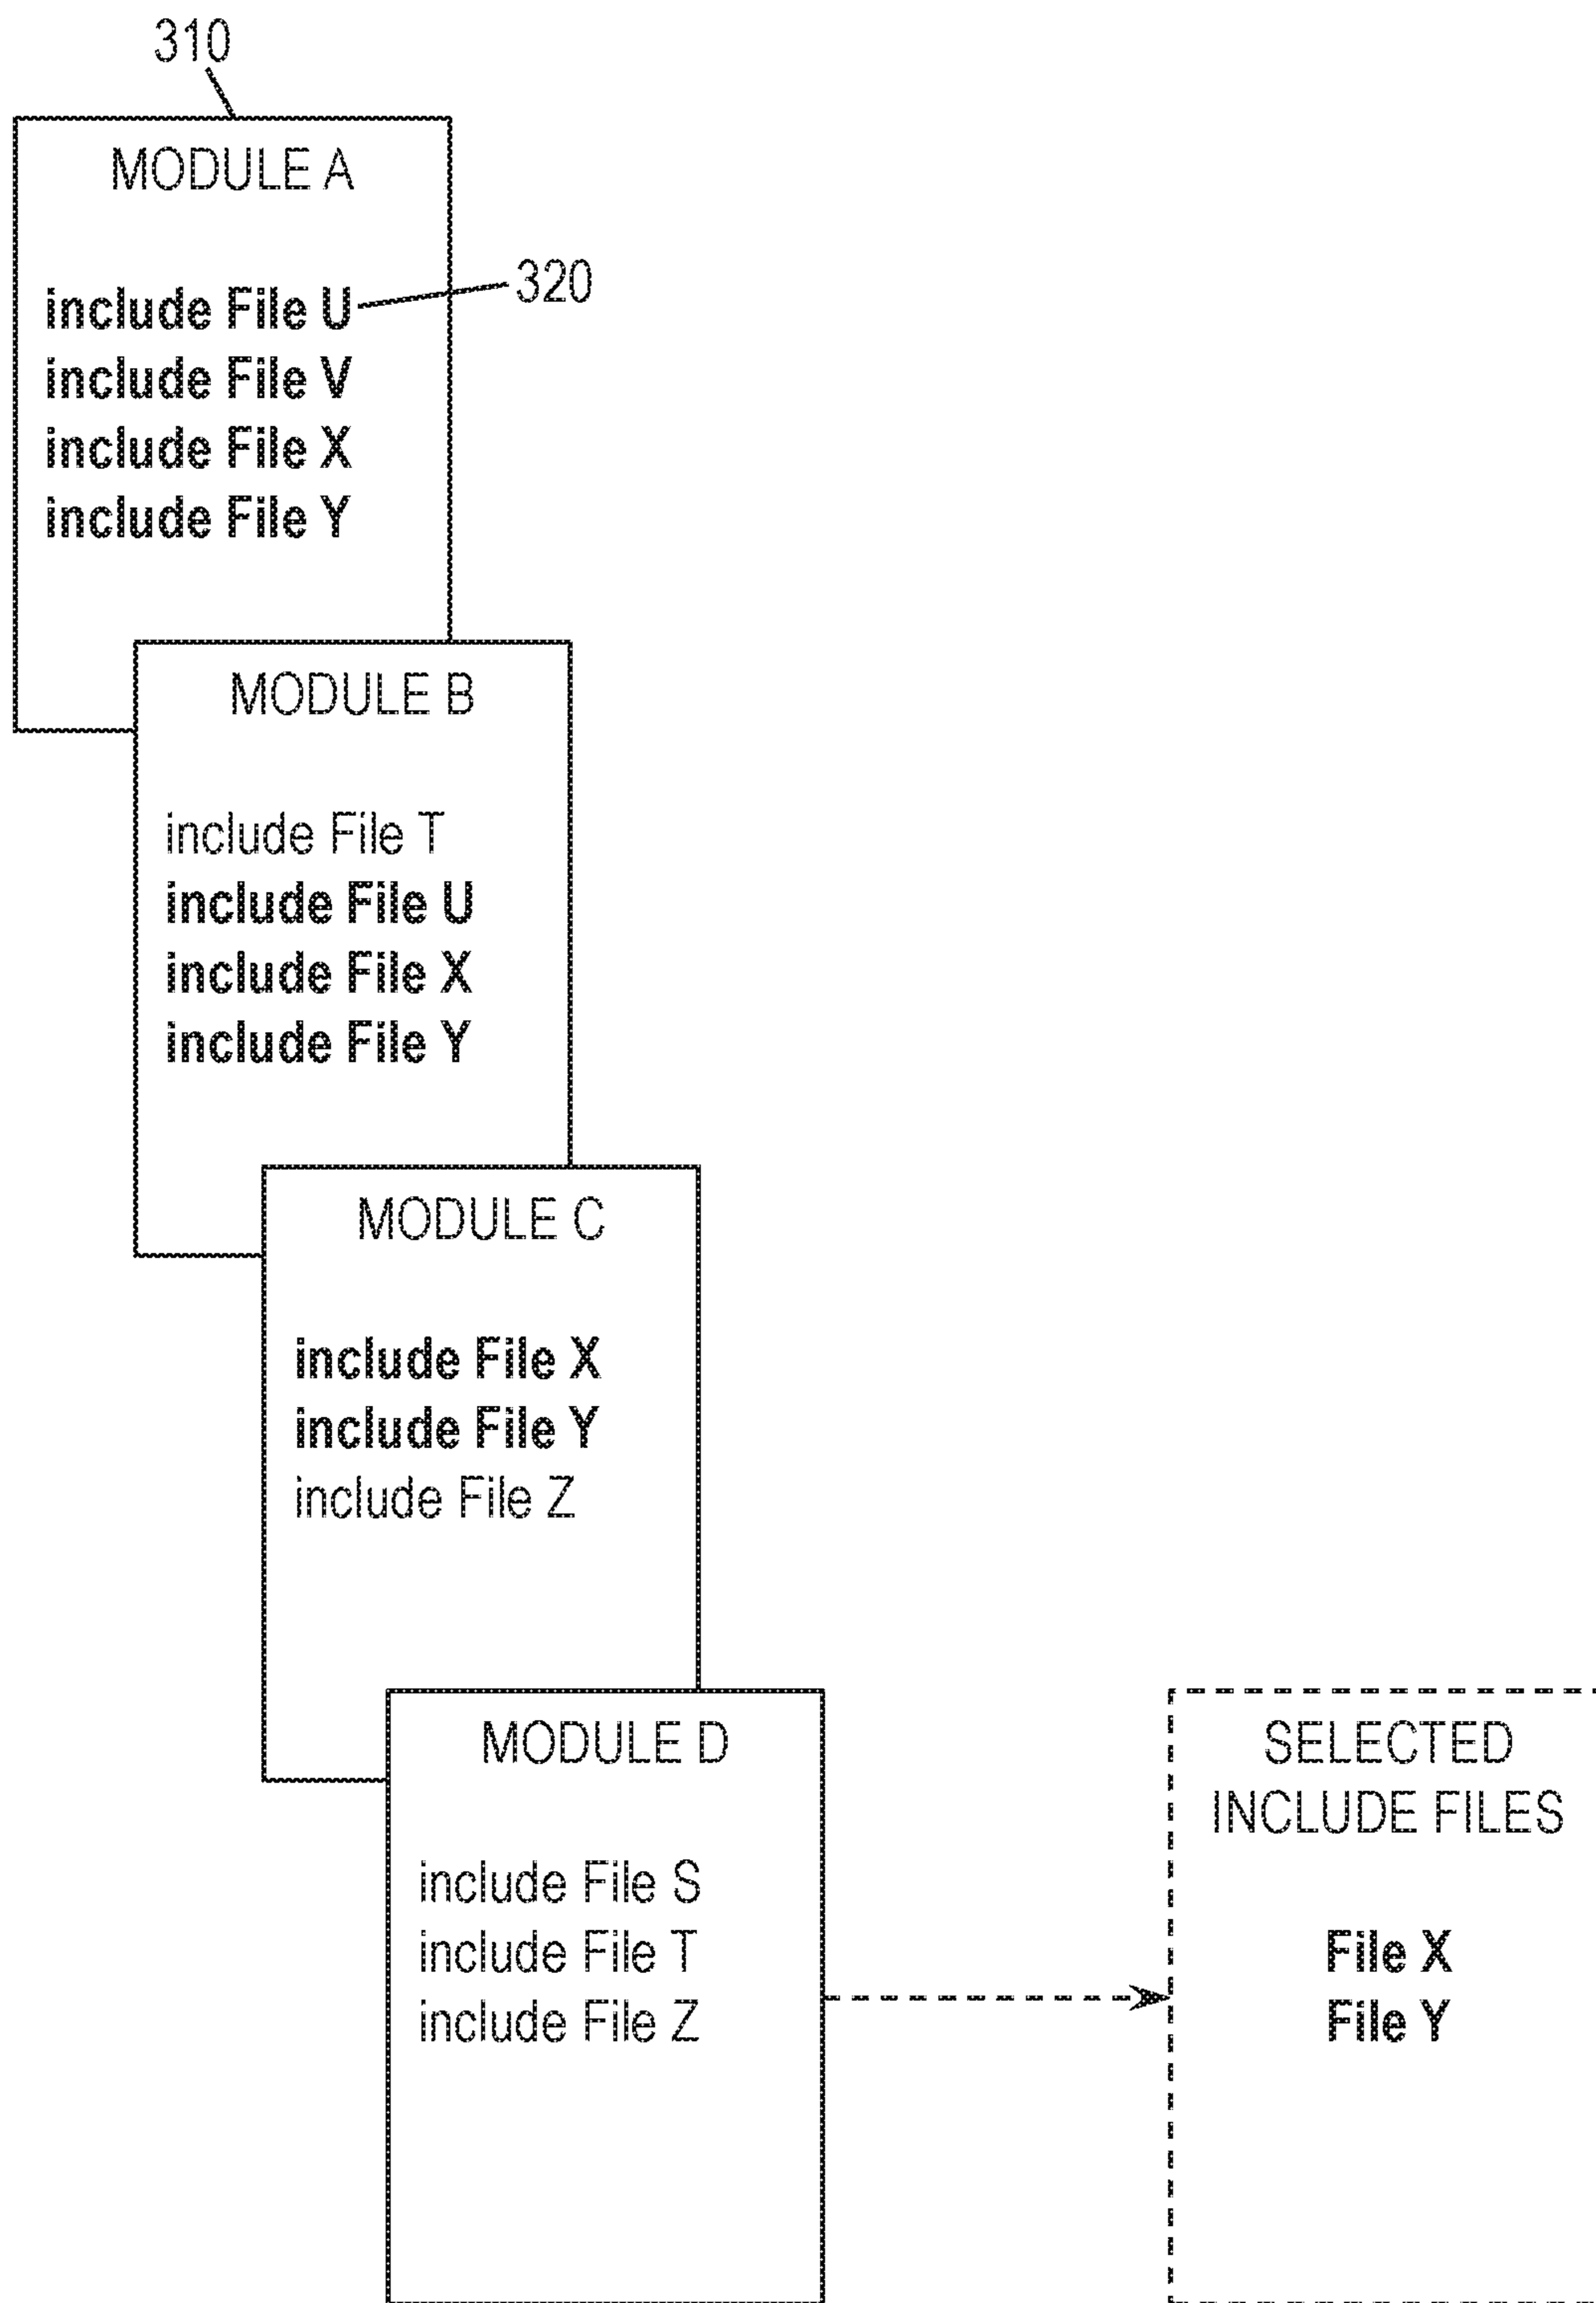 310
MODULE A
include File U
320
include File V
include File X
include File Y
MODULE B
include File T
include File U
include File X
include File Y
MODULE C
include File X
include File Y
include File Z
MODULE D
include File S
include File T
include File Z
SELECTED
INCLUDE FILES
File X
File Y